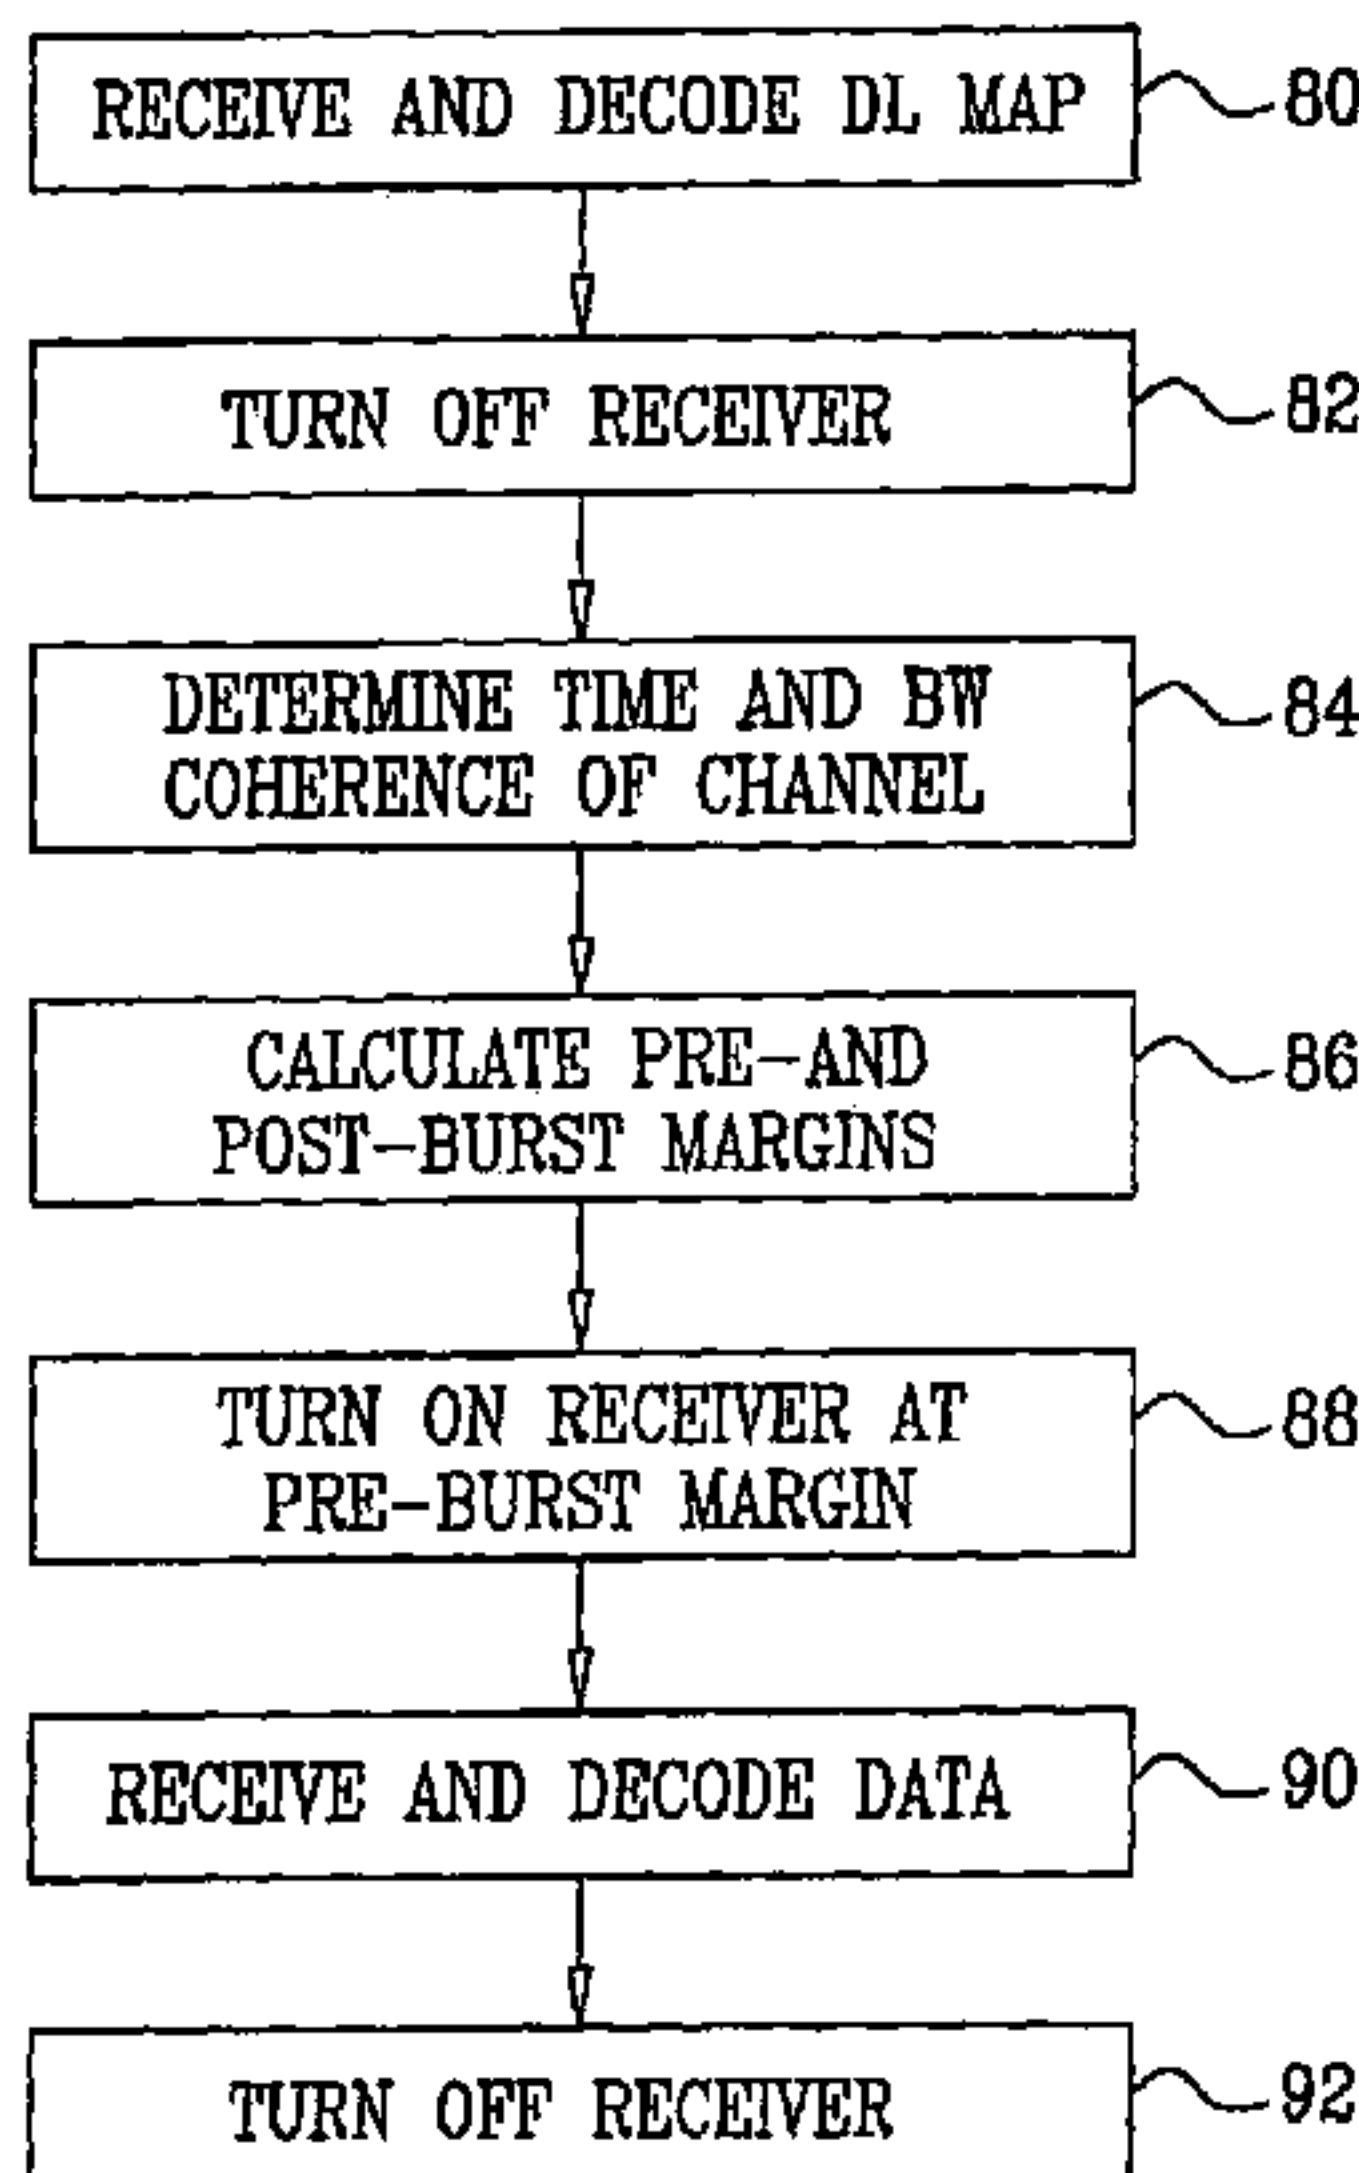 RECEIVE AND DECODE DL MAP
80
TURN OFF RECEIVER
82
DETERMINE TIME AND BW
COHERENCE OF CHANNEL
84
CALCULATE PRE-AND
POST-BURST MARGINS
86
TURN ON RECEIVER AT
PRE-BURST MARGIN
88
RECEIVE AND DECODE DATA
90
TURN OFF RECEIVER
92